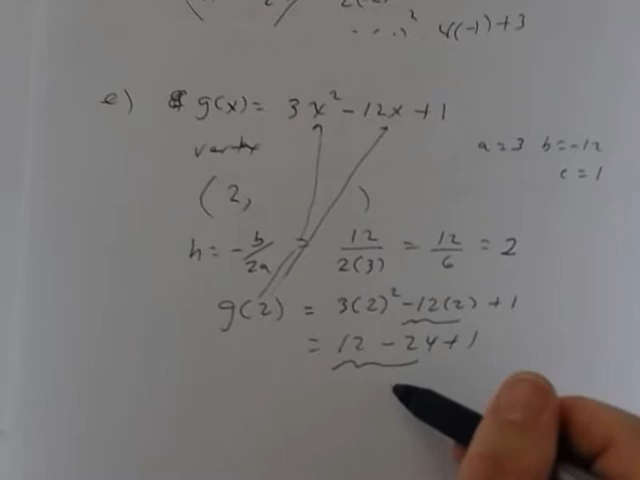 4(-1)+3
e) g(x) = 3x² - 12x + 1
vertex
a=3 b=-12
c=1
(2, )
h = -b/2a = 12/2(3) = 12/6 = 2
g(2) = 3(2)² - 12(2) + 1
= 12 - 24 + 1